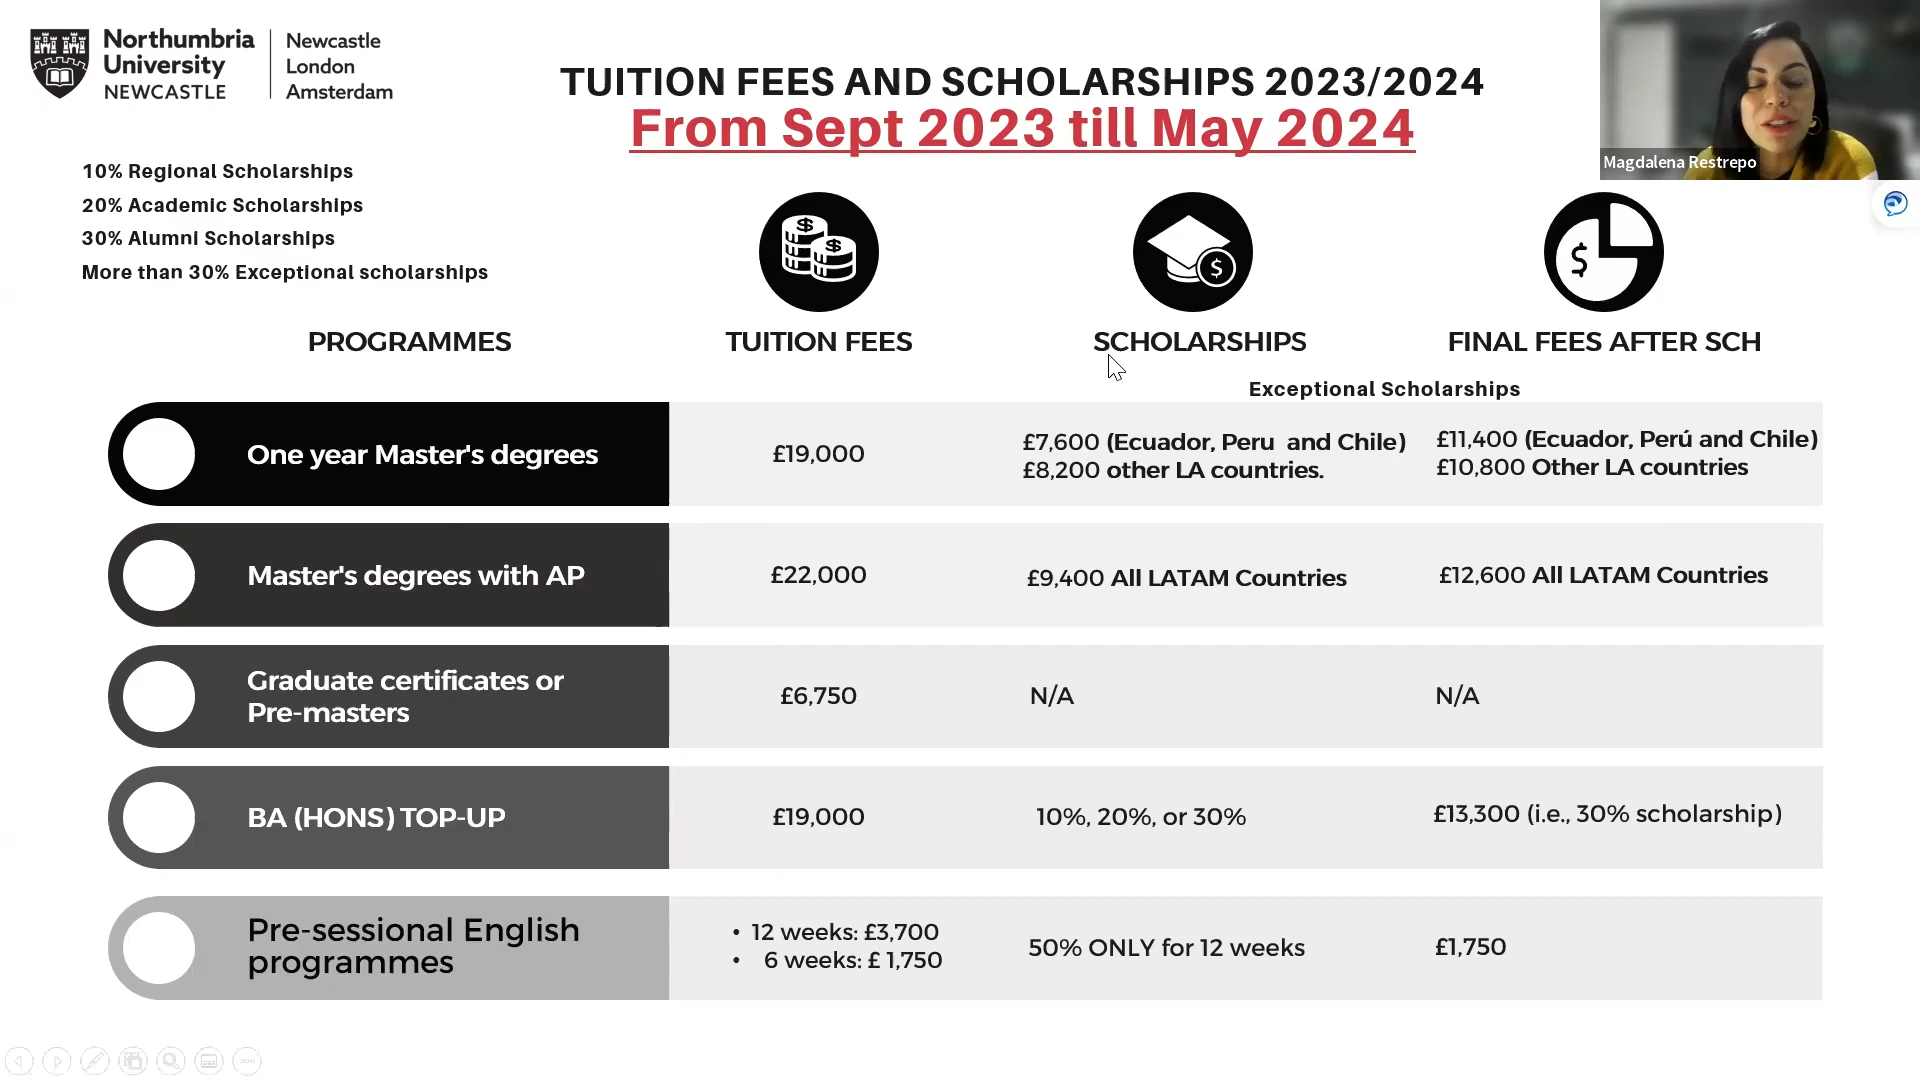 Northumbria
University
NEWCASTLE
Newcastle
London
Amsterdam
TUITION FEES AND SCHOLARSHIPS 2023/2024
From Sept 2023 till May 2024
Magdalena Restrepo
10% Regional Scholarships
20% Academic Scholarships
30% Alumni Scholarships
More than 30% Exceptional scholarships
PROGRAMMES
TUITION FEES
SCHOLARSHIPS
FINAL FEES AFTER SCH
Exceptional Scholarships
One year Master's degrees
£19,000
£7,600 (Ecuador, Peru and Chile)
£8,200 other LA countries.
£11,400 (Ecuador, Perú and Chile)
£10,800 Other LA countries
Master's degrees with AP
£22,000
£9,400 All LATAM Countries
£12,600 All LATAM Countries
Graduate certificates or
Pre-masters
£6,750
N/A
N/A
BA (HONS) TOP-UP
£19,000
10%, 20%, or 30%
£13,300 (i.e., 30% scholarship)
Pre-sessional English
programmes
• 12 weeks: £3,700
• 6 weeks: £ 1,750
50% ONLY for 12 weeks
£1,750